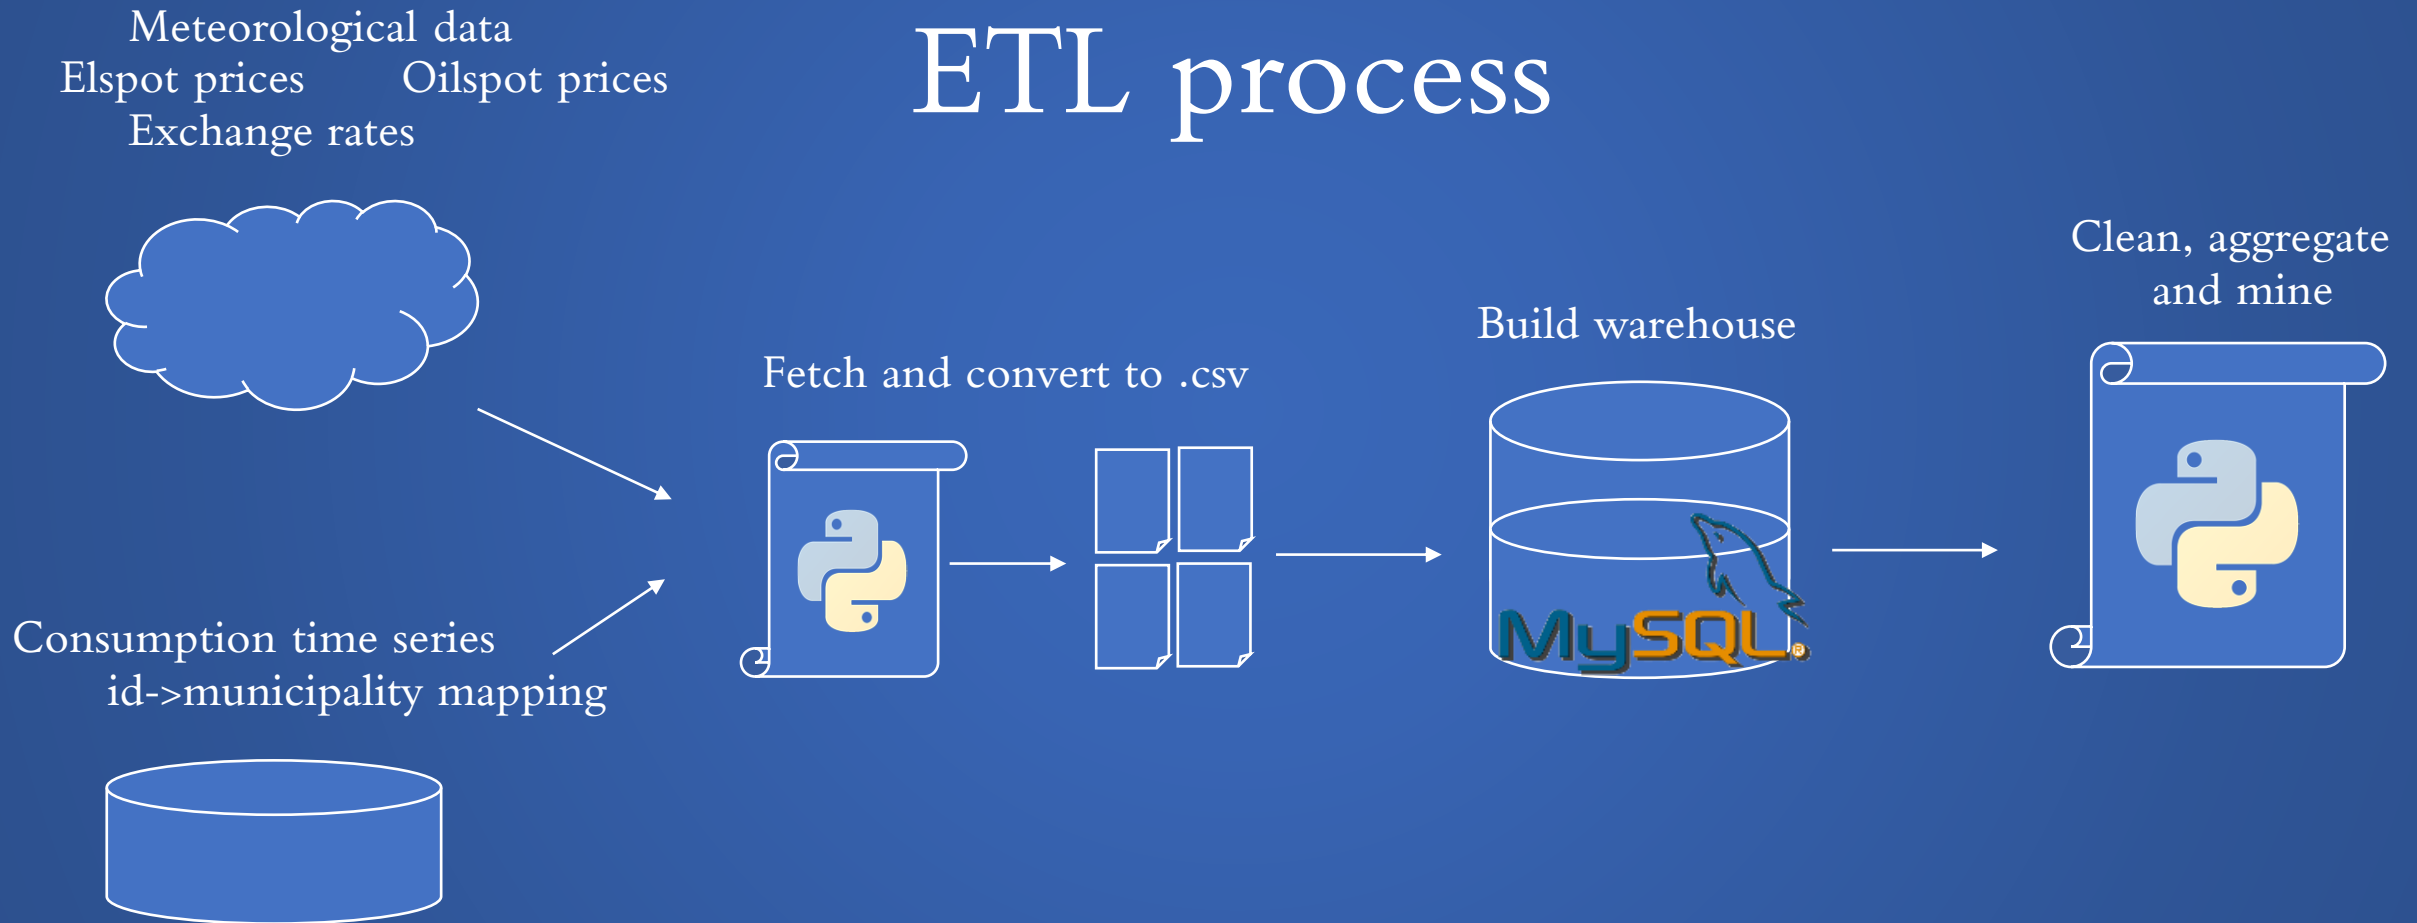 ETL process
Meteorological data
Elspot prices Oilspot prices
Exchange rates
Fetch and convert to .csv
Build warehouse
MySQL®
Clean, aggregate
and mine
Consumption time series
id->municipality mapping